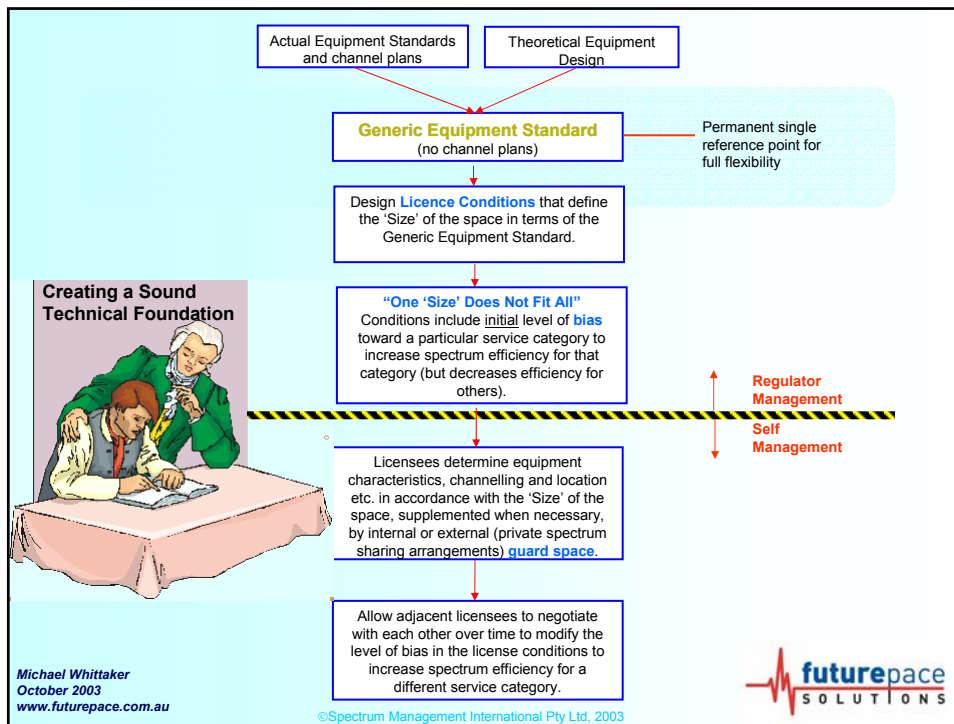 Actual Equipment Standards
and channel plans
Theoretical Equipment
Design
Generic Equipment Standard
(no channel plans)
Permanent single
reference point for
full flexibility
Design Licence Conditions that define
the ‘Size’ of the space in terms of the
Generic Equipment Standard.
Creating a Sound
Technical Foundation
“One ‘Size’ Does Not Fit All”
Conditions include initial level of bias
toward a particular service category to
increase spectrum efficiency for that
category (but decreases efficiency for
others).
Regulator
Management
Self
Management
Licensees determine equipment
characteristics, channelling and location
etc. in accordance with the ‘Size’ of the
space, supplemented when necessary,
by internal or external (private spectrum
sharing arrangements) guard space.
Allow adjacent licensees to negotiate
with each other over time to modify the
level of bias in the license conditions to
increase spectrum efficiency for a
different service category.
Michael Whittaker
October 2003
www.futurepace.com.au
©Spectrum Management International Pty Ltd, 2003
futurepace
SOLUTIONS